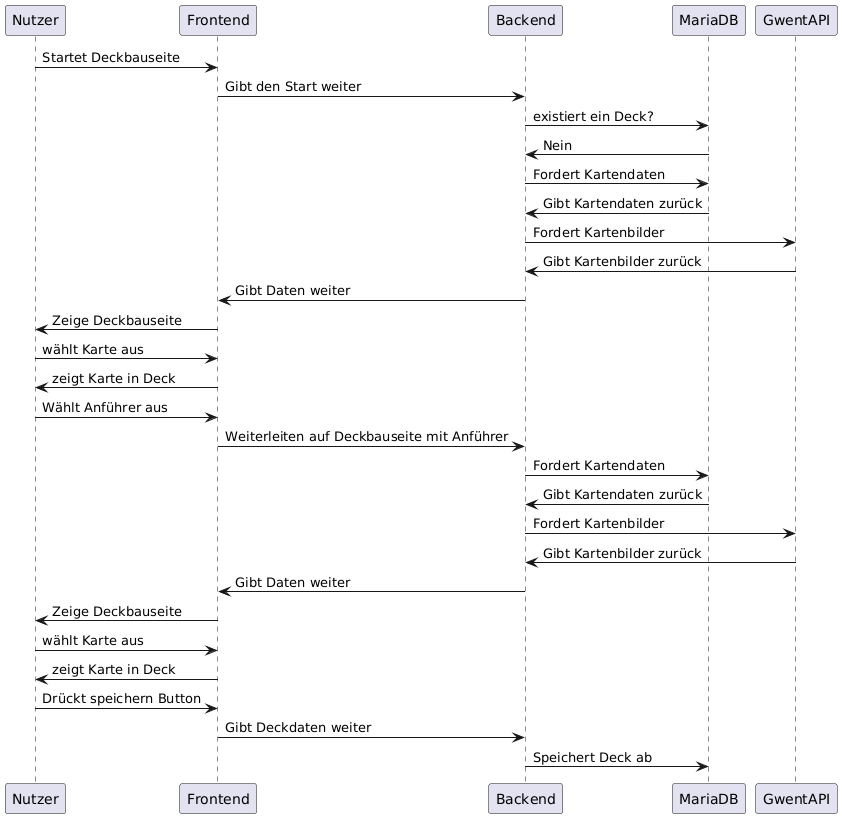 Nutzer Frontend Backend MariaDB GwentAPI
Startet Deckbauseite
Gibt den Start weiter
existiert ein Deck?
Nein
Fordert Kartendaten
Gibt Kartendaten zurück
Fordert Kartenbilder
Gibt Kartenbilder zurück
Gibt Daten weiter
Zeige Deckbauseite
wählt Karte aus
zeigt Karte in Deck
Wählt Anführer aus
Weiterleiten auf Deckbauseite mit Anführer
Fordert Kartendaten
Gibt Kartendaten zurück
Fordert Kartenbilder
Gibt Kartenbilder zurück
Gibt Daten weiter
Zeige Deckbauseite
wählt Karte aus
zeigt Karte in Deck
Drückt speichern Button
Gibt Deckdaten weiter
Speichert Deck ab
Nutzer Frontend Backend MariaDB GwentAPI